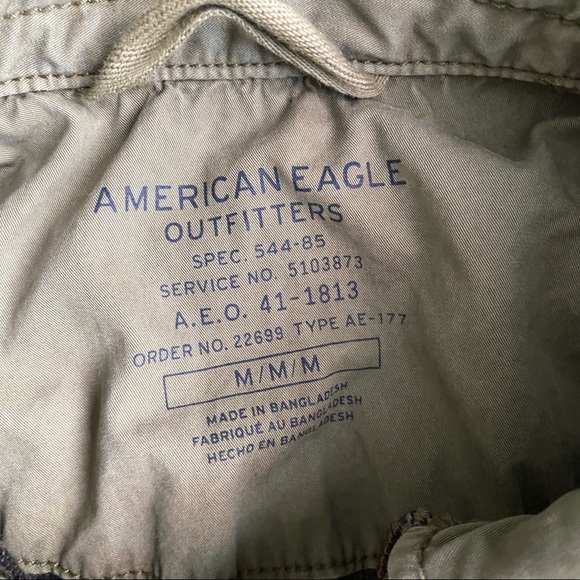 AMERICAN EAGLE
OUTFITTERS
SPEC. 544-85
SERVICE NO. 5103873
A.E.O. 41-1813
ORDER NO. 22699 TYPE AE-177
M/M/M
MADE IN BANGLADESH
FABRIQUÉ AU BANGLADESH
HECHO EN BANGLADESH